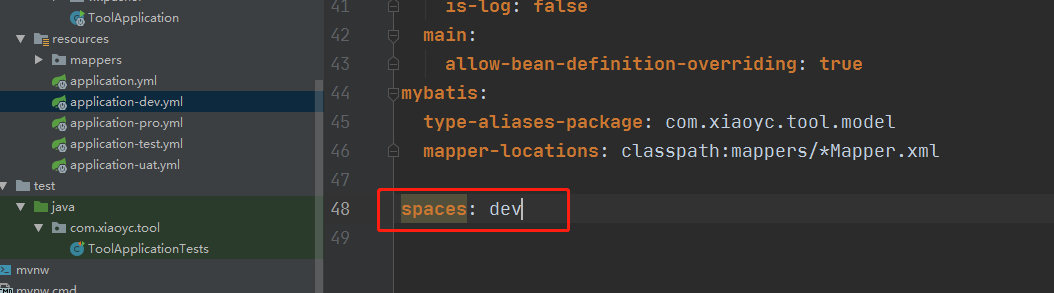 ToolApplication
resources
mappers
application.yml
application-dev.yml
application-pro.yml
application-test.yml
application-uat.yml
test
java
com.xiaoyc.tool
ToolApplicationTests
mvnw
mvnw.cmd
41 is-log: false
42 main:
43 allow-bean-definition-overriding: true
44 mybatis:
45 type-aliases-package: com.xiaoyc.tool.model
46 mapper-locations: classpath:mappers/*Mapper.xml
47
48 spaces: dev
49